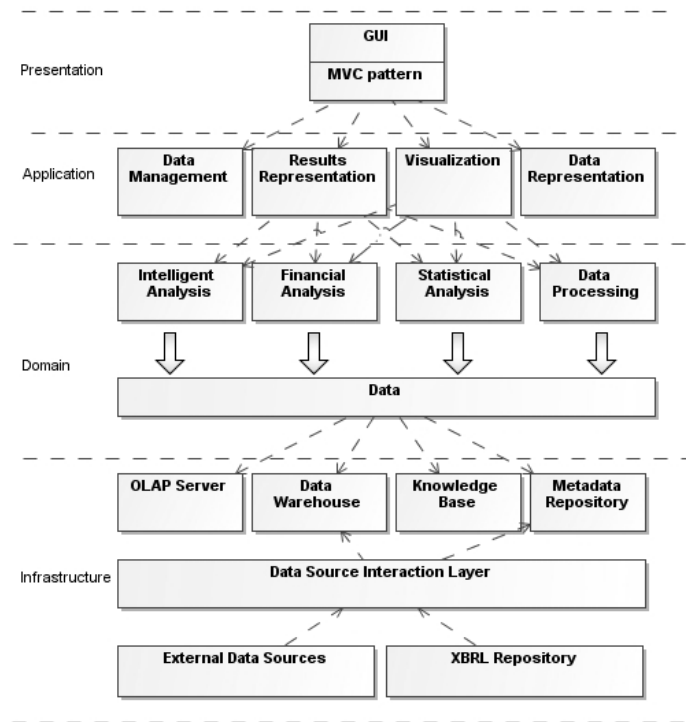 GUI
Presentation
MVC pattern
Data
Management
Results
Representation
Visualization
Data
Representation
Application
Intelligent
Analysis
Financial
Analysis
Statistical
Analysis
Data
Processing
Domain
Data
OLAP Server
Data
Warehouse
Knowledge
Base
Metadata
Repository
Infrastructure
Data Source Interaction Layer
External Data Sources
XBRL Repository